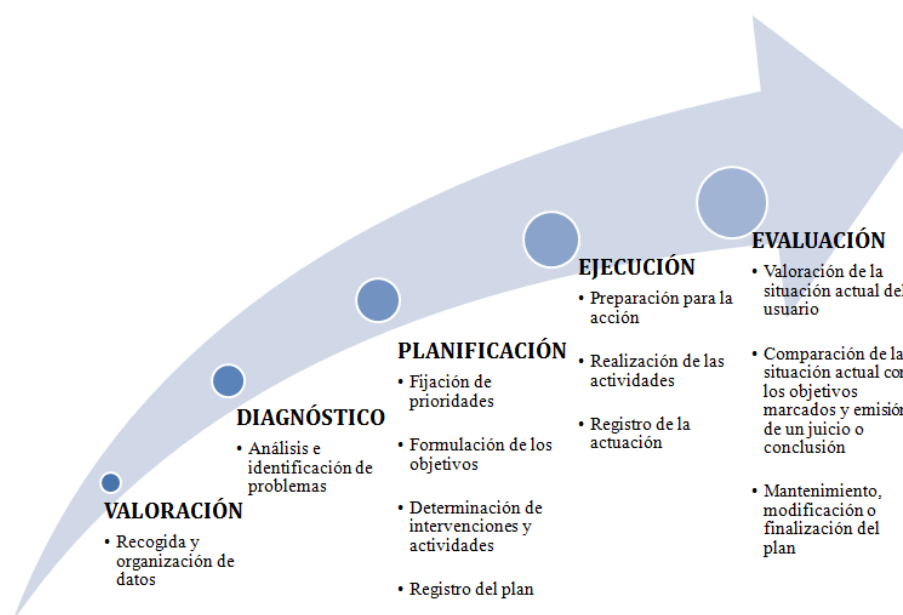 VALORACIÓN
• Recogida y
organización de
datos
DIAGNÓSTICO
• Análisis e
identificación de
problemas
PLANIFICACIÓN
• Fijación de
prioridades
• Formulación de los
objetivos
• Determinación de
intervenciones y
actividades
• Registro del plan
EJECUCIÓN
• Preparación para la
acción
• Realización de las
actividades
• Registro de la
actuación
EVALUACIÓN
• Valoración de la
situación actual del
usuario
• Comparación de la
situación actual con
los objetivos
marcados y emisión
de un juicio o
conclusión
• Mantenimiento,
modificación o
finalización del
plan